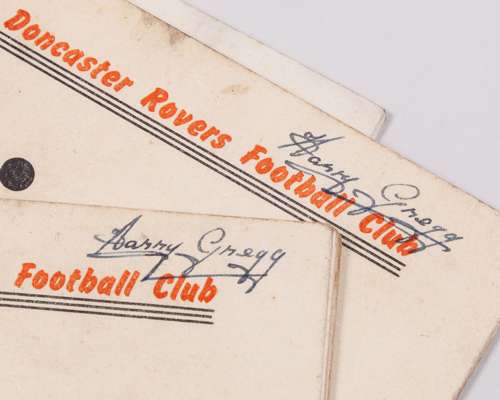 Doncaster Rovers Football Club
Harry Gregg
Harry Gregg
Football Club